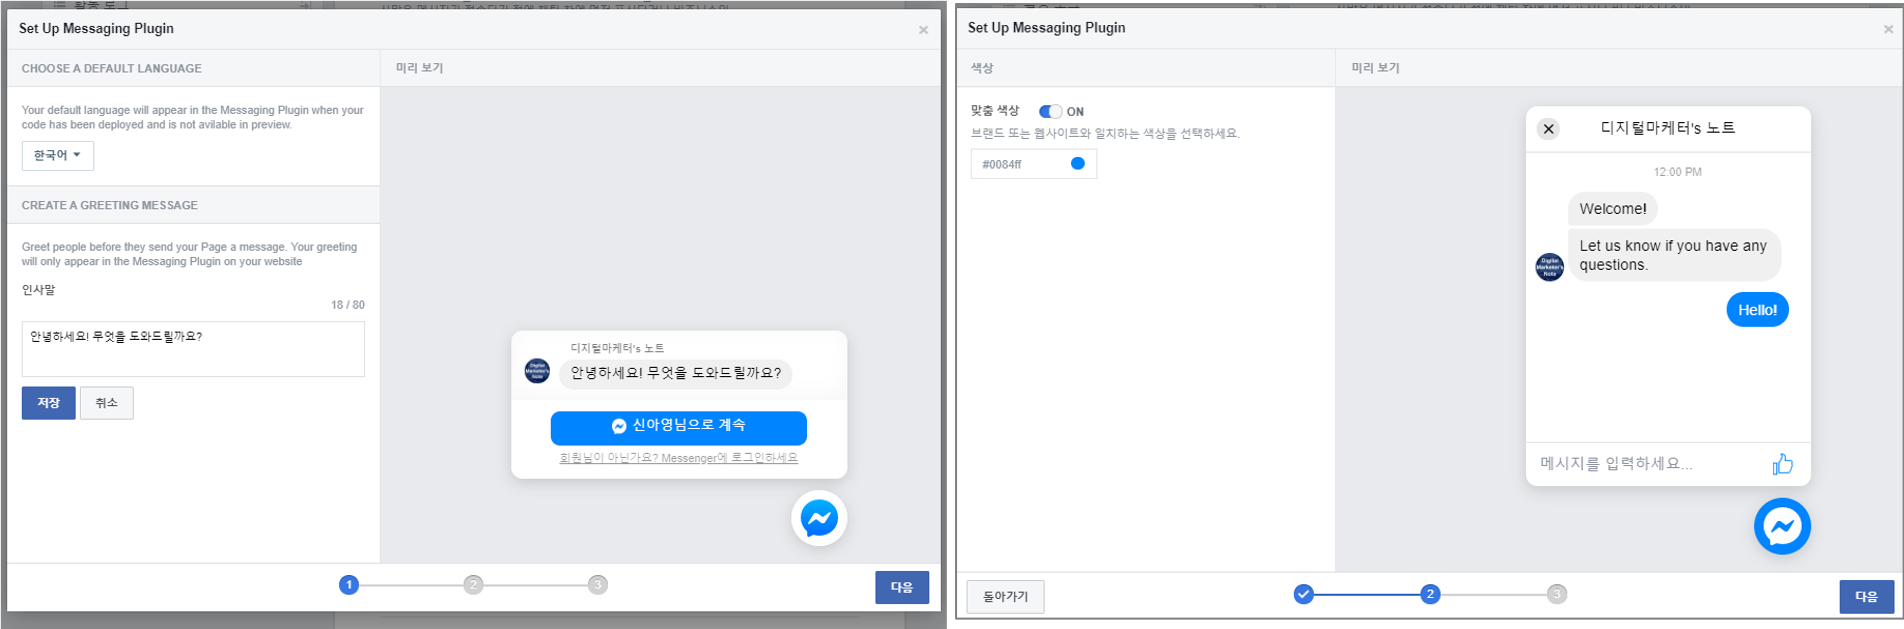 Set Up Messaging Plugin
×
CHOOSE A DEFAULT LANGUAGE
미리 보기
Your default language will appear in the Messaging Plugin when your
code has been deployed and is not avilable in preview.
한국어
CREATE A GREETING MESSAGE
Greet people before they send your Page a message. Your greeting
will only appear in the Messaging Plugin on your website
인사말
18 / 80
안녕하세요! 무엇을 도와드릴까요?
저장
취소
디지털마케터's 노트
Digital
Marketer's
Note
안녕하세요! 무엇을 도와드릴까요?
신아영님으로 계속
회원님이 아닌가요? Messenger에 로그인하세요
1
2
3
다음
Set Up Messaging Plugin
×
색상
미리 보기
맞춤 색상
ON
브랜드 또는 웹사이트와 일치하는 색상을 선택하세요.
#0084ff
디지털마케터's 노트
12:00 PM
Welcome!
Let us know if you have any
questions.
Digital
Marketer's
Note
Hello!
메시지를 입력하세요...
돌아가기
2
3
다음